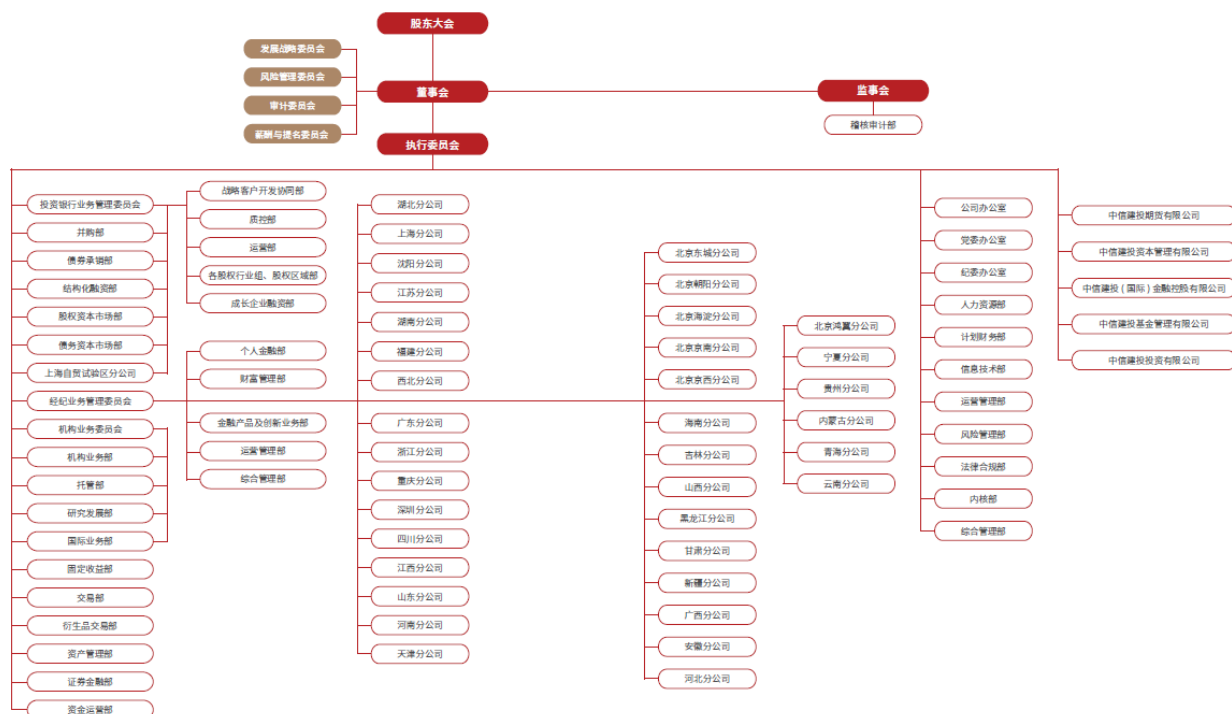 股东大会
发展战略委员会
风险管理委员会
审计委员会
薪酬与提名委员会
董事会
监事会
稽核审计部
执行委员会
投资银行业务管理委员会
并购部
债券承销部
结构化融资部
股权资本市场部
债务资本市场部
上海自贸试验区分公司
经纪业务管理委员会
机构业务委员会
机构业务部
托管部
研究发展部
国际业务部
固定收益部
交易部
衍生品交易部
资产管理部
证券金融部
资金运营部
战略客户开发协同部
质控部
运营部
各股权行业组、股权区域部
成长企业融资部
个人金融部
财富管理部
金融产品及创新业务部
运营管理部
综合管理部
湖北分公司
上海分公司
沈阳分公司
江苏分公司
湖南分公司
福建分公司
西北分公司
广东分公司
浙江分公司
重庆分公司
深圳分公司
四川分公司
江西分公司
山东分公司
河南分公司
天津分公司
北京东城分公司
北京朝阳分公司
北京海淀分公司
北京京南分公司
北京京西分公司
海南分公司
吉林分公司
山西分公司
黑龙江分公司
甘肃分公司
新疆分公司
广西分公司
安徽分公司
河北分公司
北京鸿翼分公司
宁夏分公司
贵州分公司
内蒙古分公司
青海分公司
云南分公司
公司办公室
党委办公室
纪委办公室
人力资源部
计划财务部
信息技术部
运营管理部
风险管理部
法律合规部
内核部
综合管理部
中信建投期货有限公司
中信建投资本管理有限公司
中信建投（国际）金融控股有限公司
中信建投基金管理有限公司
中信建投投资有限公司